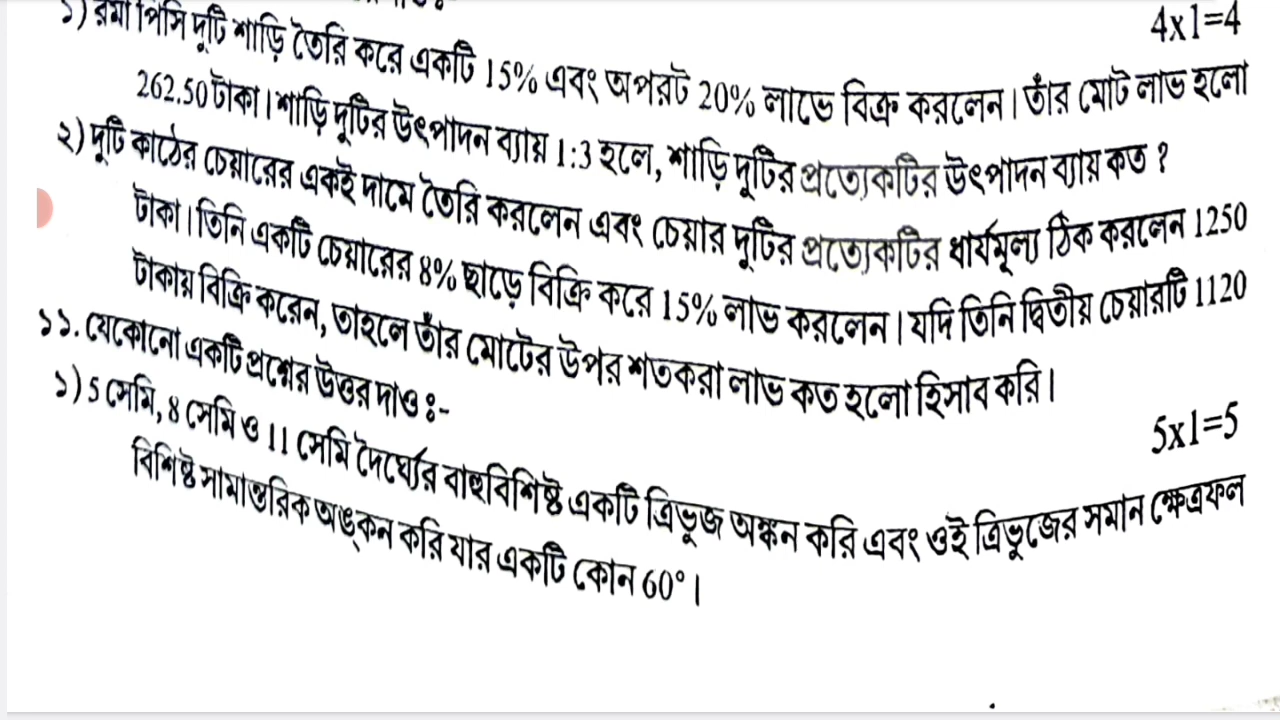 ১) রমা পিসি দুটি শাড়ি তৈরি করে একটি 15% এবং অপরট 20% লাভে বিক্র করলেন। তাঁর মোট লাভ হলো
4x1=4
262.50 টাকা। শাড়ি দুটির উৎপাদন ব্যায় 1:3 হলে, শাড়ি দুটির প্রত্যেকটির উৎপাদন ব্যায় কত ?
২) দুটি কাঠের চেয়ারের একই দামে তৈরি করলেন এবং চেয়ার দুটির প্রত্যেকটির ধার্যমূল্য ঠিক করলেন 1250
টাকা। তিনি একটি চেয়ারের 8% ছাড়ে বিক্রি করে 15% লাভ করলেন। যদি তিনি দ্বিতীয় চেয়ারটি 1120
টাকায় বিক্রি করেন, তাহলে তাঁর মোটের উপর শতকরা লাভ কত হলো হিসাব করি।
১১. যেকোনো একটি প্রশ্নের উত্তর দাও ঃ-
5x1=5
১) 5 সেমি, 8 সেমি ও 11 সেমি দৈর্ঘ্যের বাহুবিশিষ্ট একটি ত্রিভুজ অঙ্কন করি এবং ওই ত্রিভুজের সমান ক্ষেত্রফল
বিশিষ্ট সামান্তরিক অঙ্কন করি যার একটি কোন 60° ।